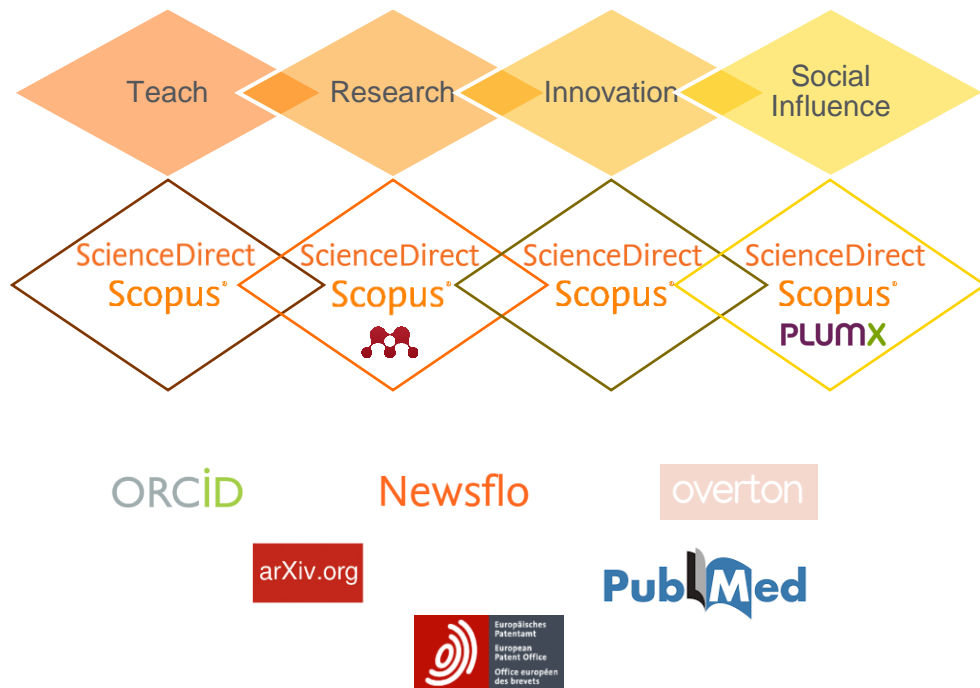 Teach
Research
Innovation
Social
Influence
ScienceDirect
Scopus®
ScienceDirect
Scopus®
ScienceDirect
Scopus®
ScienceDirect
Scopus®
PLUMX
ORCiD
Newsflo
overton
arXiv.org
PubMed
Europäisches
Patentamt
European
Patent Office
Office européen
des brevets